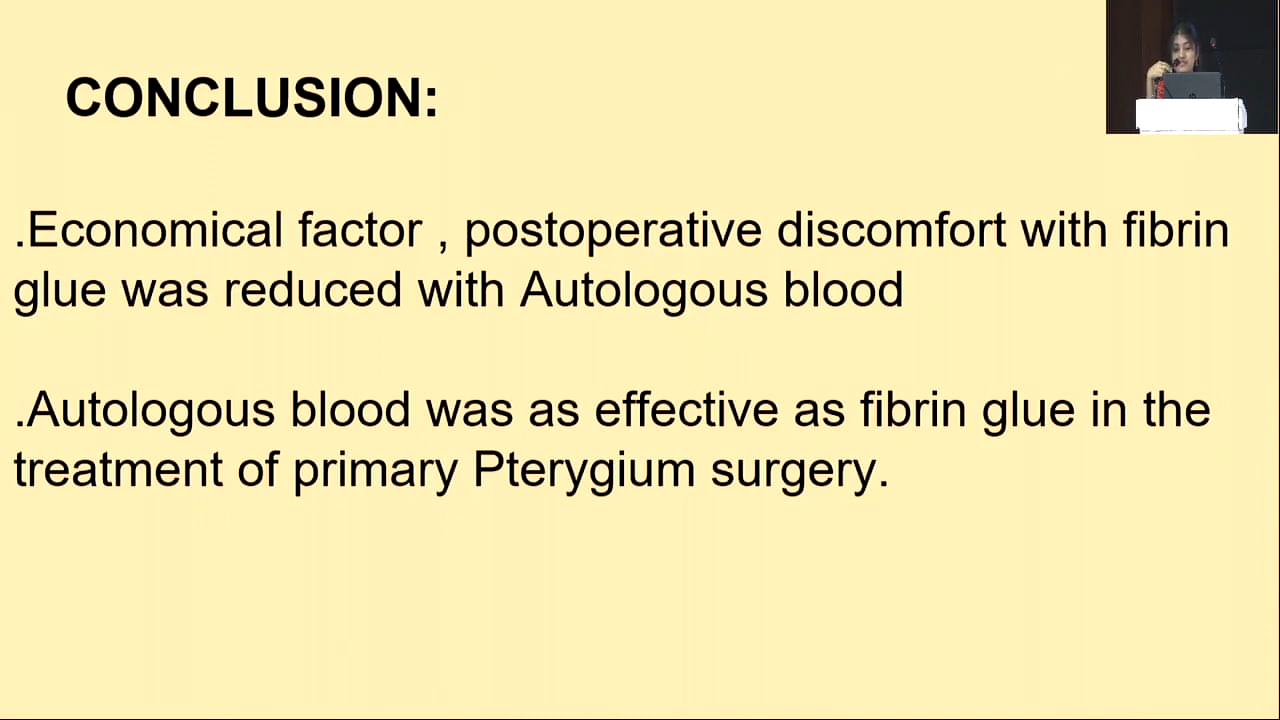 CONCLUSION:
.Economical factor , postoperative discomfort with fibrin
glue was reduced with Autologous blood
.Autologous blood was as effective as fibrin glue in the
treatment of primary Pterygium surgery.